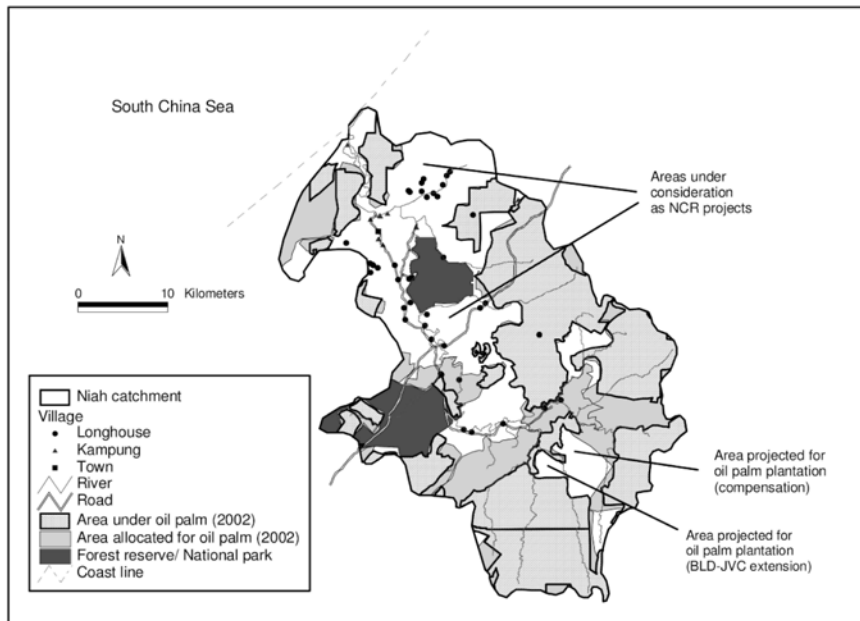 South China Sea
Areas under
consideration
as NCR projects
N
0 10 Kilometers
Niah catchment
Village
Longhouse
Kampung
Town
River
Road
Area under oil palm (2002)
Area allocated for oil palm (2002)
Forest reserve/ National park
Coast line
Area projected for
oil palm plantation
(compensation)
Area projected for
oil palm plantation
(BLD-JVC extension)